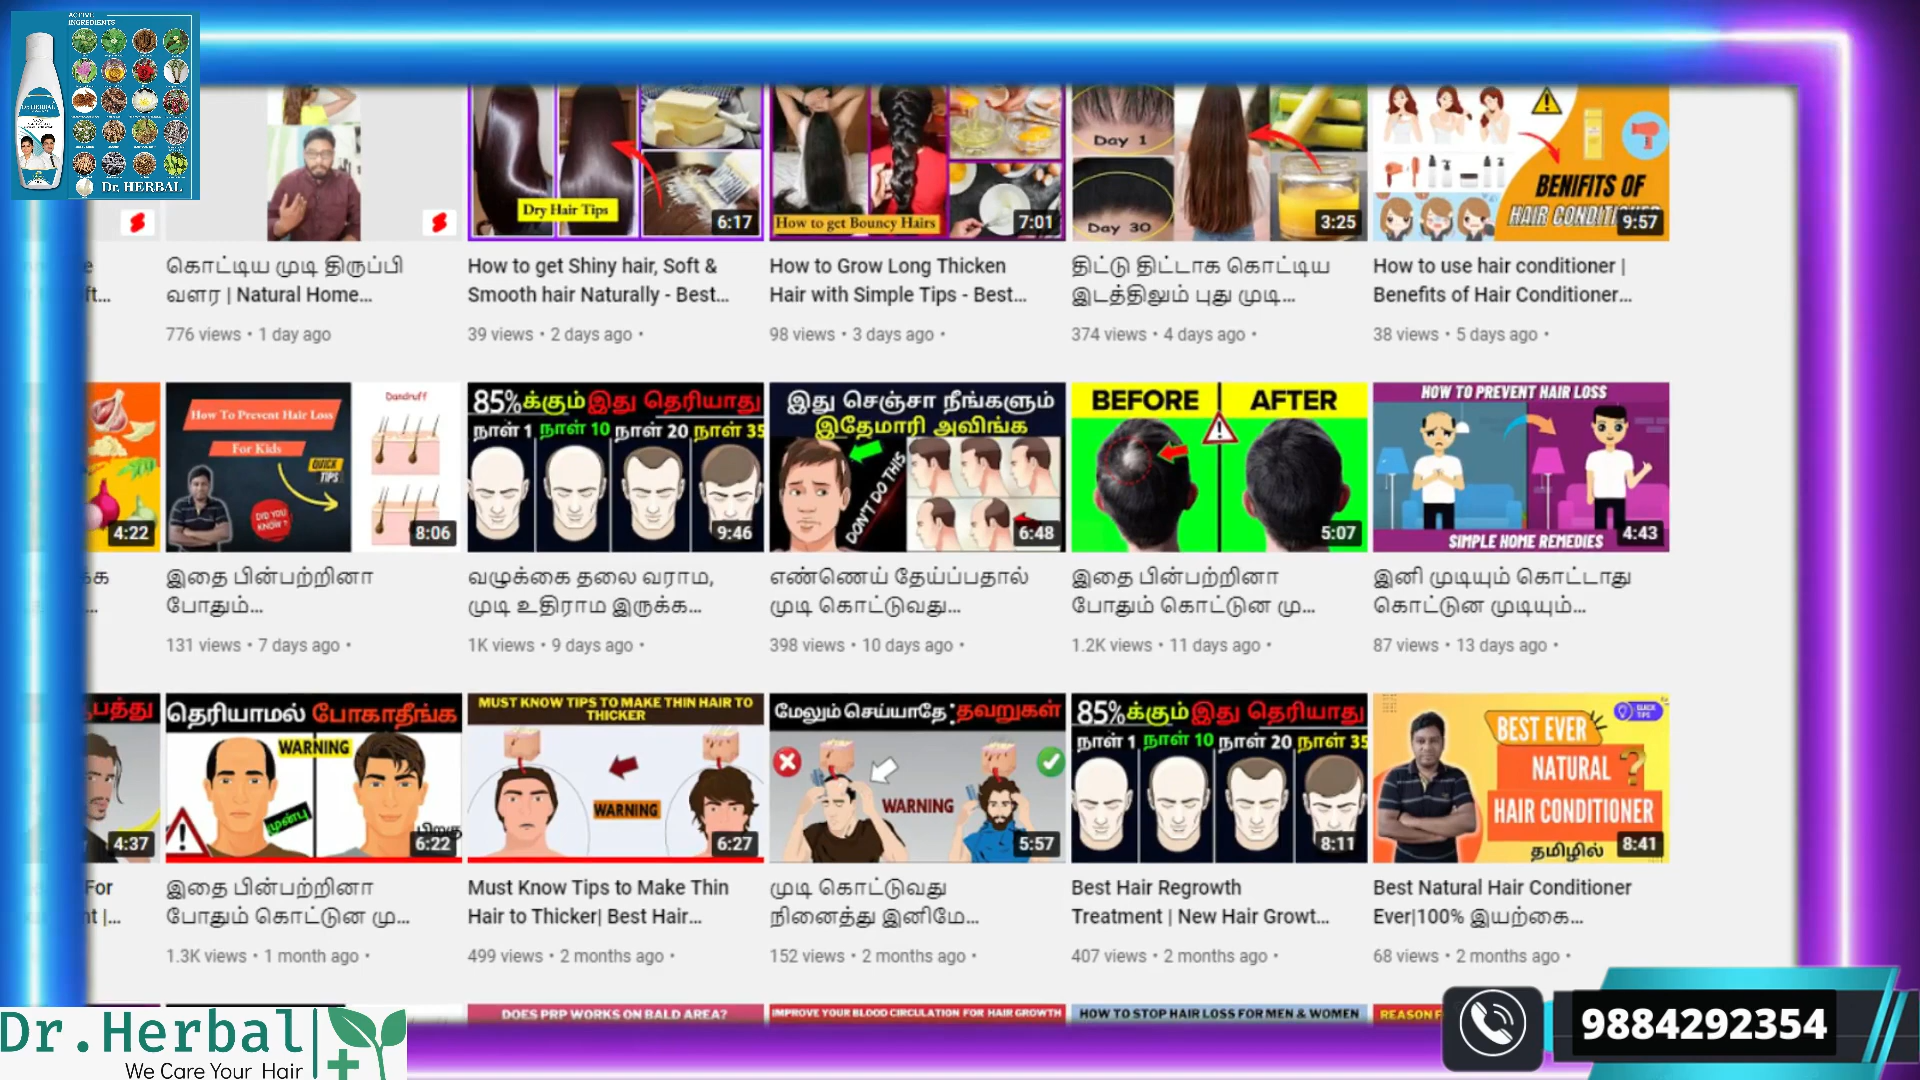 ACTIVE
INGREDIENTS
Dr. HERBAL
Day 1
Day 30
Dry Hair Tips
6:17
How to get Bouncy Hairs
7:01
3:25
BENIFITS OF
HAIR CONDITIONER
9:57
கொட்டிய முடி திருப்பி
வளர | Natural Home...
776 views • 1 day ago
How to get Shiny hair, Soft &
Smooth hair Naturally - Best...
39 views • 2 days ago •
How to Grow Long Thicken
Hair with Simple Tips - Best...
98 views • 3 days ago •
திட்டு திட்டாக கொட்டிய
இடத்திலும் புது முடி...
374 views • 4 days ago •
How to use hair conditioner |
Benefits of Hair Conditioner...
38 views • 5 days ago •
4:22
How To Prevent Hair Loss
For Kids
QUICK
TIPS
DID YOU
KNOW ?
Dandruff
8:06
85%க்கும் இது தெரியாது
நாள் 1 நாள் 10 நாள் 20 நாள் 35
9:46
இது செஞ்சா நீங்களும்
இதேமாரி அவிங்க
DON'T DO THIS
6:48
BEFORE AFTER
5:07
HOW TO PREVENT HAIR LOSS
SIMPLE HOME REMEDIES
4:43
இதை பின்பற்றினா
போதும்...
131 views • 7 days ago •
வழுக்கை தலை வராம,
முடி உதிராம இருக்க...
1K views • 9 days ago •
எண்ணெய் தேய்ப்பதால்
முடி கொட்டுவது...
398 views • 10 days ago •
இதை பின்பற்றினா
போதும் கொட்டுன மு...
1.2K views • 11 days ago •
இனி முடியும் கொட்டாது
கொட்டுன முடியும்...
87 views • 13 days ago •
4:37
தெரியாமல் போகாதீங்க
WARNING
முன்பு
பிறகு
6:22
MUST KNOW TIPS TO MAKE THIN HAIR TO
THICKER
WARNING
6:27
மேலும் செய்யாதே:தவறுகள்
WARNING
5:57
85%க்கும் இது தெரியாது
நாள் 1 நாள் 10 நாள் 20 நாள் 35
8:11
QUICK
TIPS
BEST EVER
NATURAL ?
HAIR CONDITIONER
தமிழில்
8:41
For
இதை பின்பற்றினா
போதும் கொட்டுன மு...
1.3K views • 1 month ago •
Must Know Tips to Make Thin
Hair to Thicker| Best Hair...
499 views • 2 months ago •
முடி கொட்டுவது
நினைத்து இனிமே...
152 views • 2 months ago •
Best Hair Regrowth
Treatment | New Hair Growt...
407 views • 2 months ago •
Best Natural Hair Conditioner
Ever|100% இயற்கை...
68 views • 2 months ago •
DOES PRP WORKS ON BALD AREA?
IMPROVE YOUR BLOOD CIRCULATION FOR HAIR GROWTH
HOW TO STOP HAIR LOSS FOR MEN & WOMEN
REASON
Dr.Herbal
We Care Your Hair
9884292354